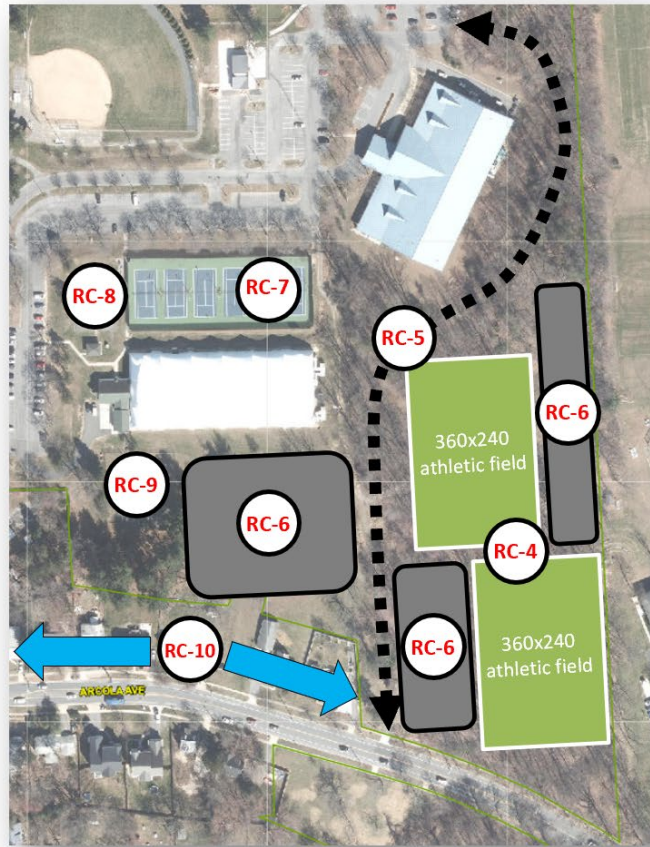 RC-8
RC-7
RC-5
360x240
athletic field
RC-6
RC-9
RC-6
RC-4
RC-6
360x240
athletic field
RC-10
ARCOLA AVE